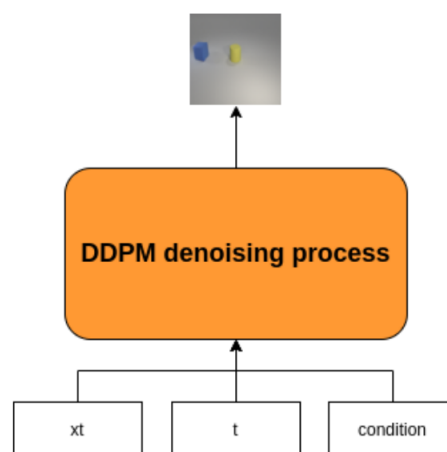 DDPM denoising process
xt
t
condition